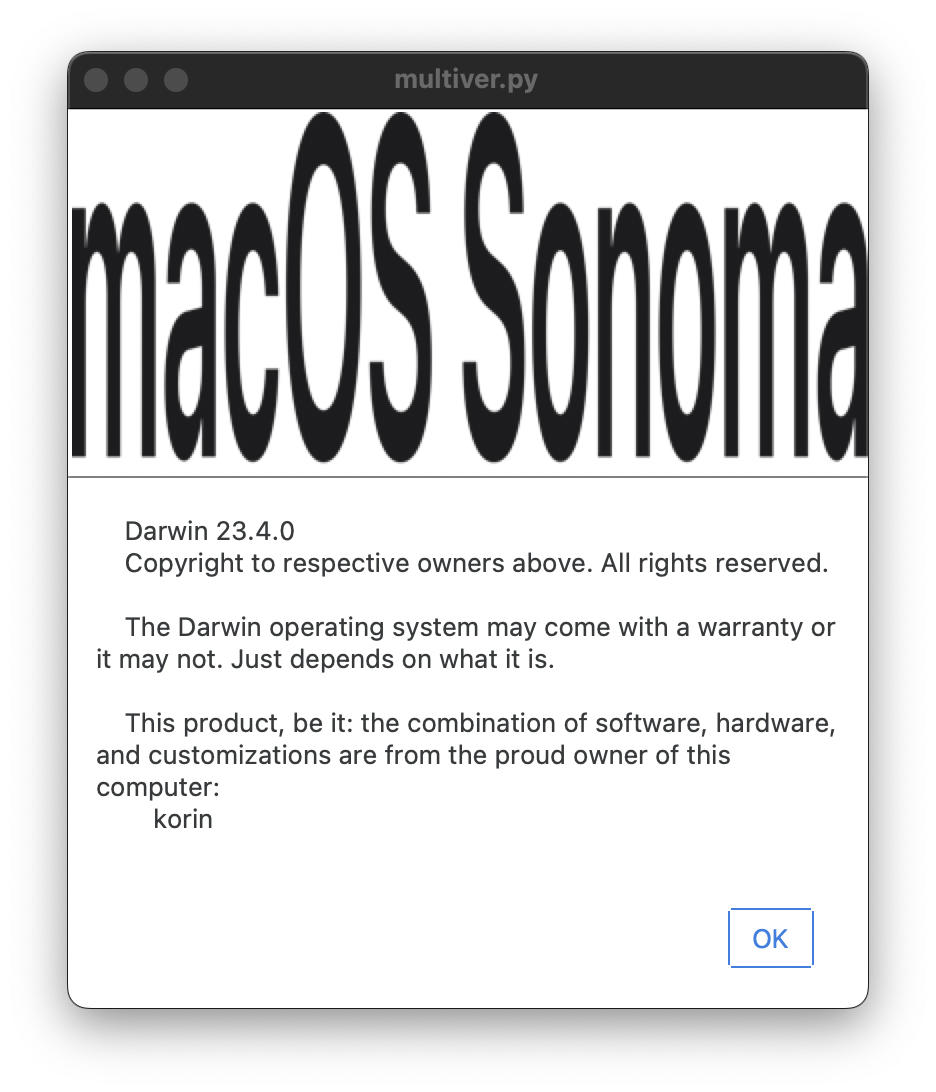 multiver.py
macOS Sonoma
Darwin 23.4.0
Copyright to respective owners above. All rights reserved.
The Darwin operating system may come with a warranty or
it may not. Just depends on what it is.
This product, be it: the combination of software, hardware,
and customizations are from the proud owner of this
computer:
korin
OK